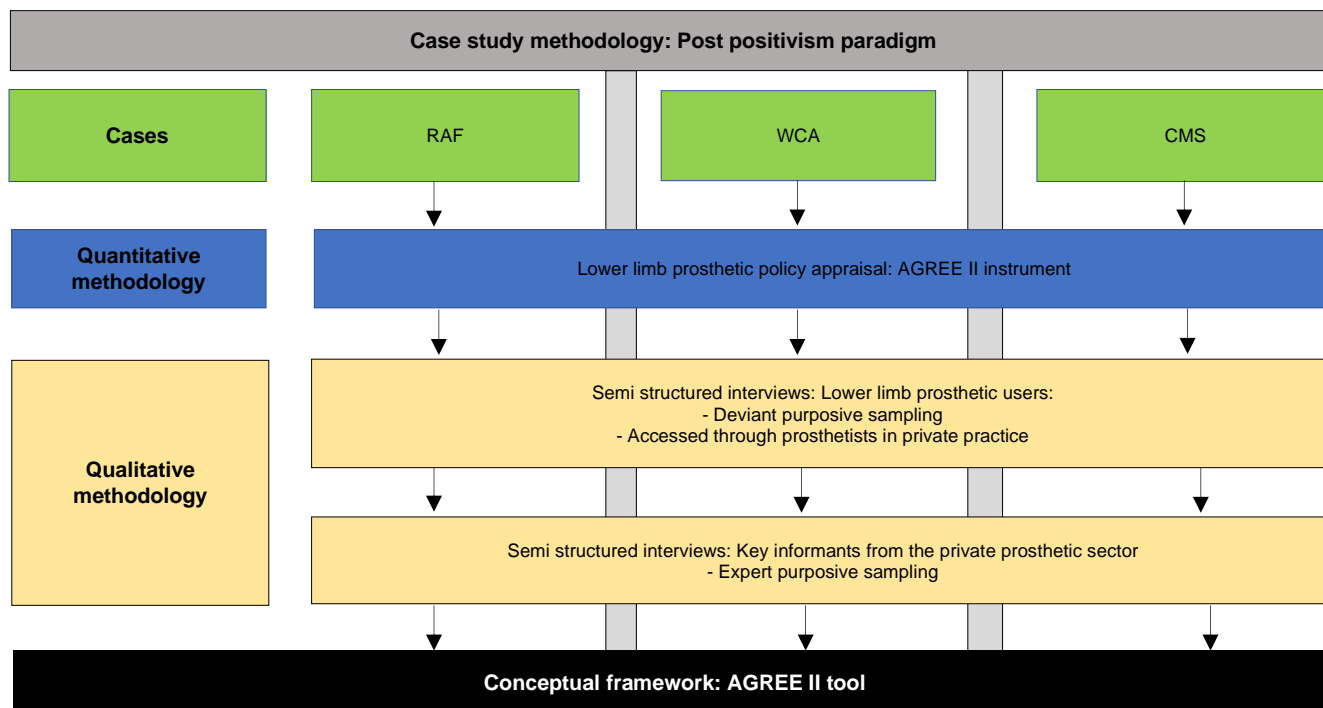 Case study methodology: Post positivism paradigm
Cases
RAF
WCA
CMS
Quantitative
methodology
Lower limb prosthetic policy appraisal: AGREE II instrument
Qualitative
methodology
Semi structured interviews: Lower limb prosthetic users:
- Deviant purposive sampling
- Accessed through prosthetists in private practice
Semi structured interviews: Key informants from the private prosthetic sector
- Expert purposive sampling
Conceptual framework: AGREE II tool